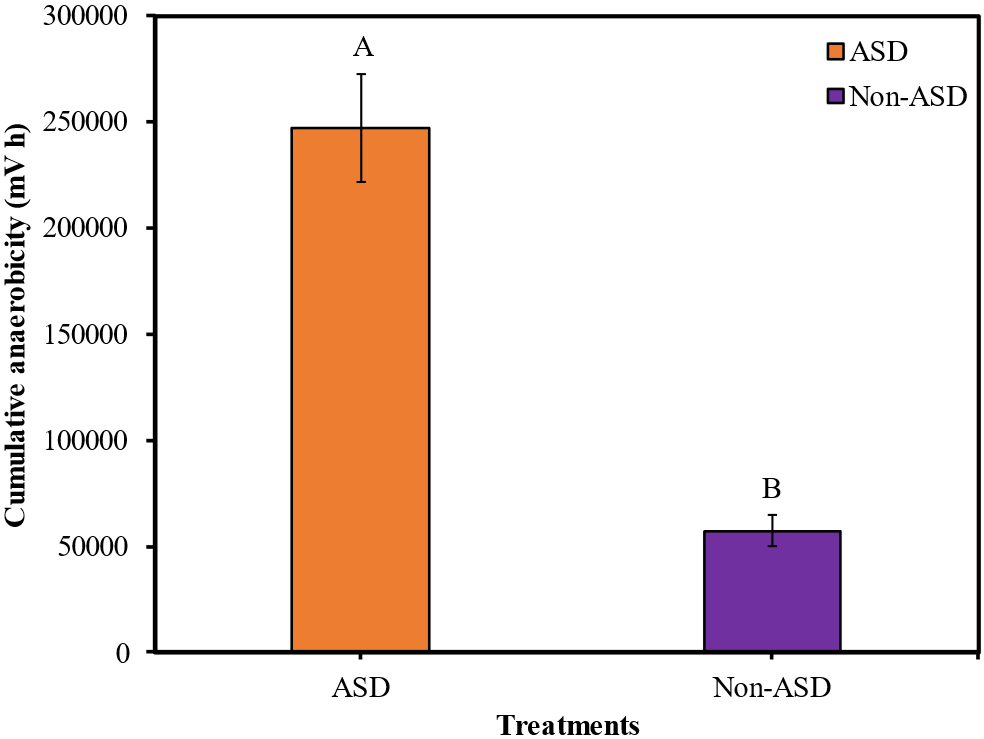 300000
250000
200000
150000
100000
50000
0
Cumulative anaerobicity (mV h)
A
B
ASD
Non-ASD
ASD
Non-ASD
Treatments